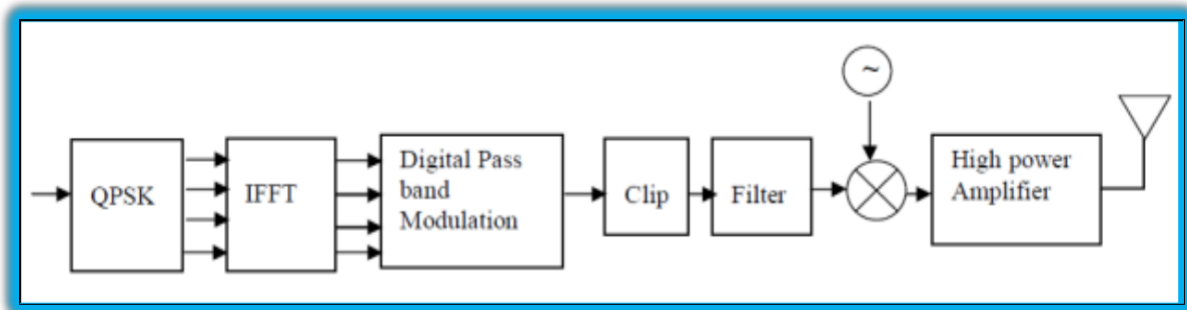 QPSK
IFFT
Digital Pass
band
Modulation
Clip
Filter
~
High power
Amplifier